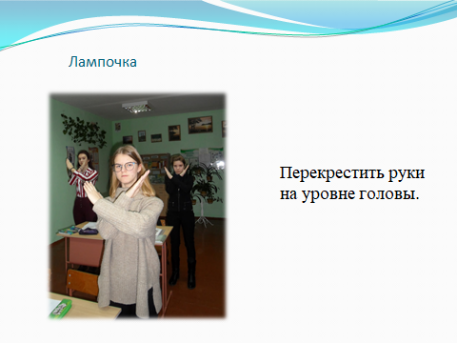 Лампочка
Перекрестить руки
на уровне головы.